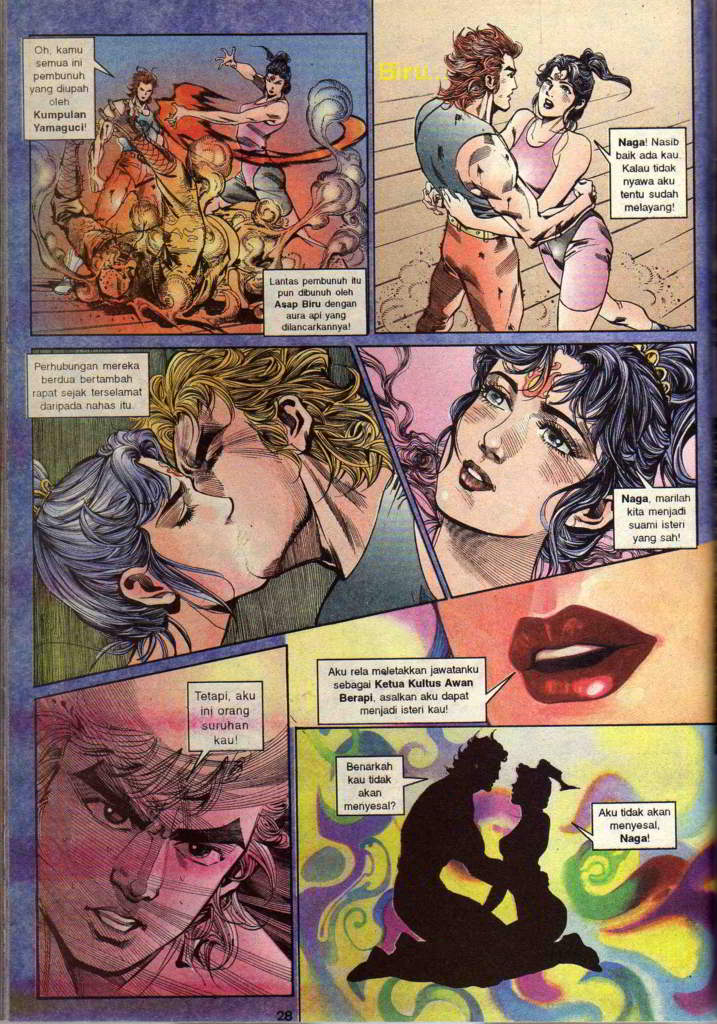 Oh, kamu
semua ini
pembunuh
yang diupah
oleh
Kumpulan
Yamaguci!
Lantas pembunuh itu
pun dibunuh oleh
Asap Biru dengan
aura api yang
dilancarkannya!
Biru...
Naga! Nasib
baik ada kau.
Kalau tidak
nyawa aku
tentu sudah
melayang!
Perhubungan mereka
berdua bertambah
rapat sejak terselamat
daripada nahas itu.
Naga, marilah
kita menjadi
suami isteri
yang sah!
Aku rela meletakkan jawatanku
sebagai Ketua Kultus Awan
Berapi, asalkan aku dapat
menjadi isteri kau!
Tetapi, aku
ini orang
suruhan
kau!
Benarkah
kau tidak
akan
menyesal?
Aku tidak akan
menyesal,
Naga!
28